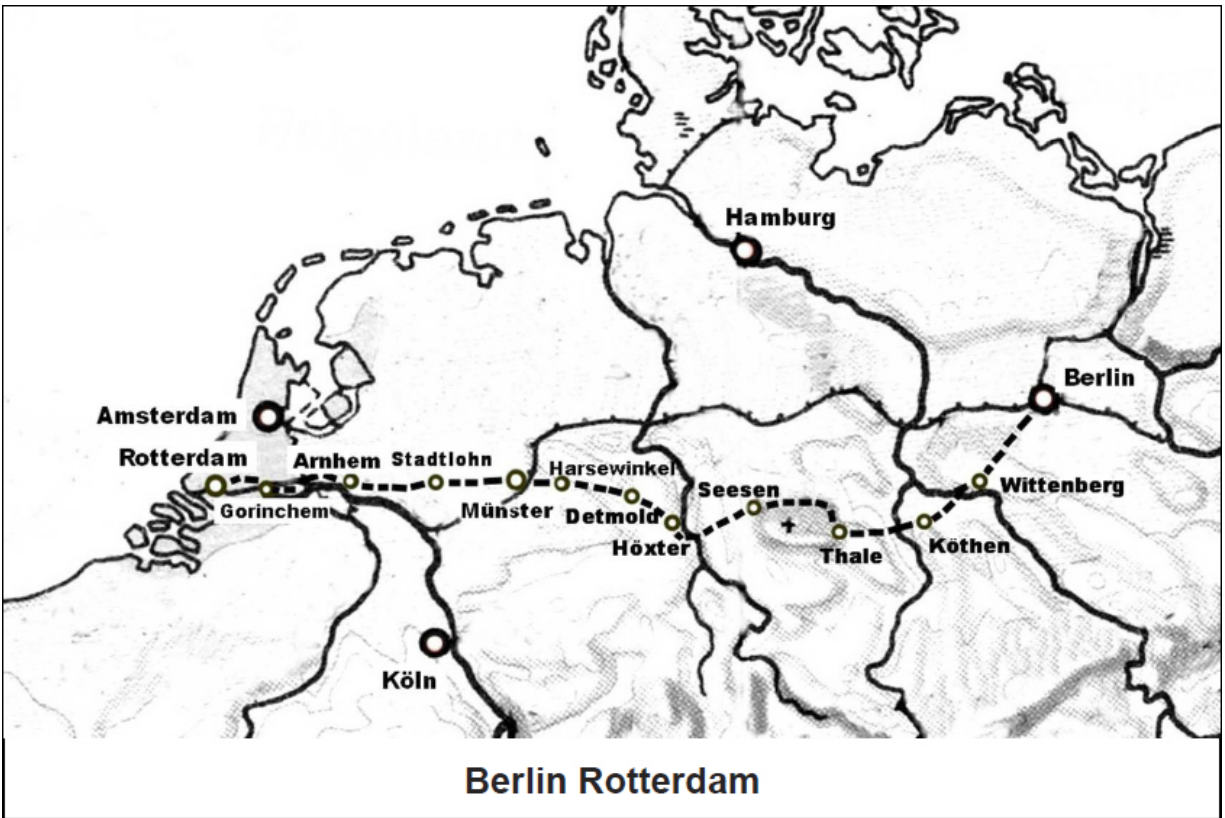 Hamburg
Berlin
Amsterdam
Rotterdam
Arnhem
Stadtlohn
Harsewinkel
Seesen
Wittenberg
Gorinchem
Münster
Detmold
Höxter
Thale
Köthen
Köln
Berlin Rotterdam